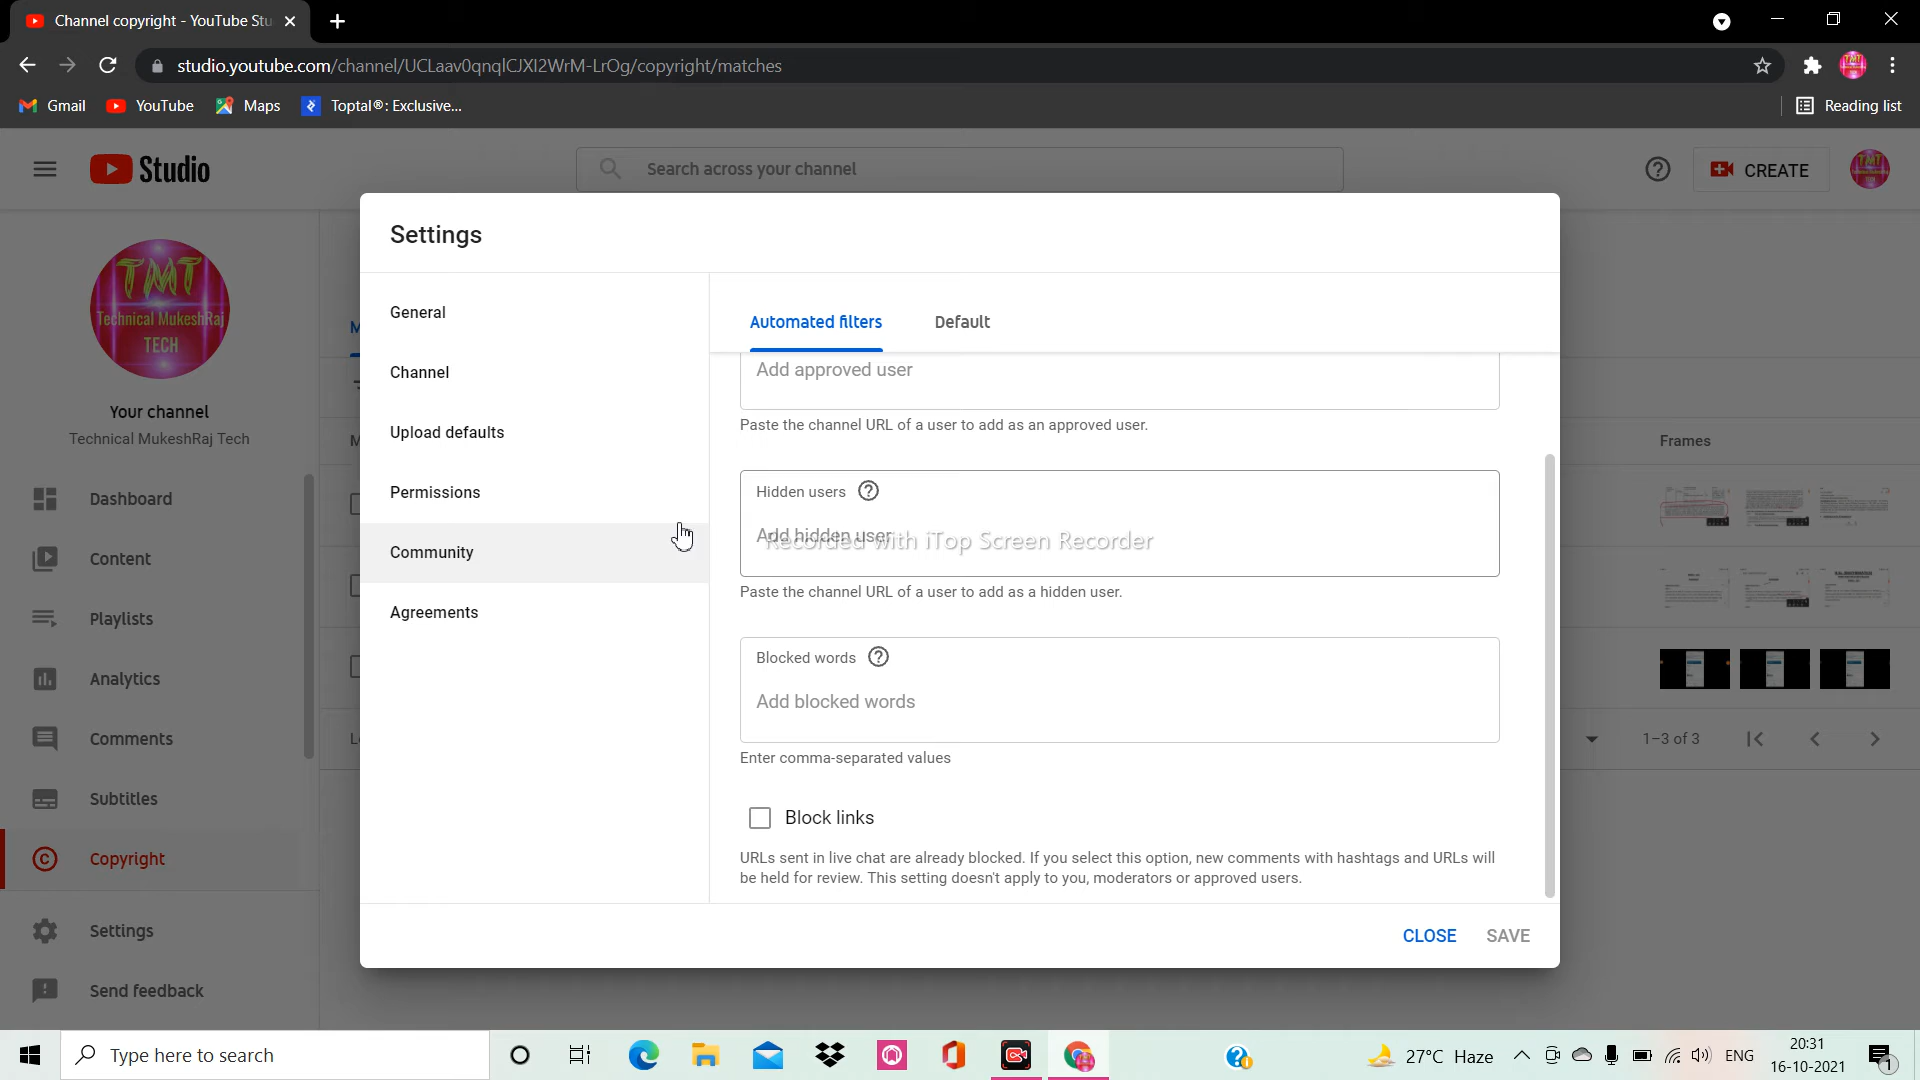 Channel copyright - YouTube Stu
studio.youtube.com/channel/UCLaav0qnqlCJXI2WrM-LrOg/copyright/matches
Gmail YouTube Maps Toptal®: Exclusive... Reading list
Studio
Search across your channel
CREATE
TMT
Technical MukeshRaj
TECH
Your channel
Technical MukeshRaj Tech
Dashboard
Content
Playlists
Analytics
Comments
Subtitles
Copyright
Settings
Send feedback
Settings
General
Channel
Upload defaults
Permissions
Community
Agreements
Automated filters Default
Add approved user
Paste the channel URL of a user to add as an approved user.
Hidden users
Add hidden user
Recorded with iTop Screen Recorder
Paste the channel URL of a user to add as a hidden user.
Blocked words
Add blocked words
Enter comma-separated values
Block links
URLs sent in live chat are already blocked. If you select this option, new comments with hashtags and URLs will
be held for review. This setting doesn't apply to you, moderators or approved users.
CLOSE SAVE
Frames
1–3 of 3
Type here to search
27°C Haze
ENG
20:31
16-10-2021
1